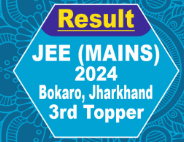 Result
JEE (MAINS)
2024
Bokaro, Jharkhand
3rd Topper